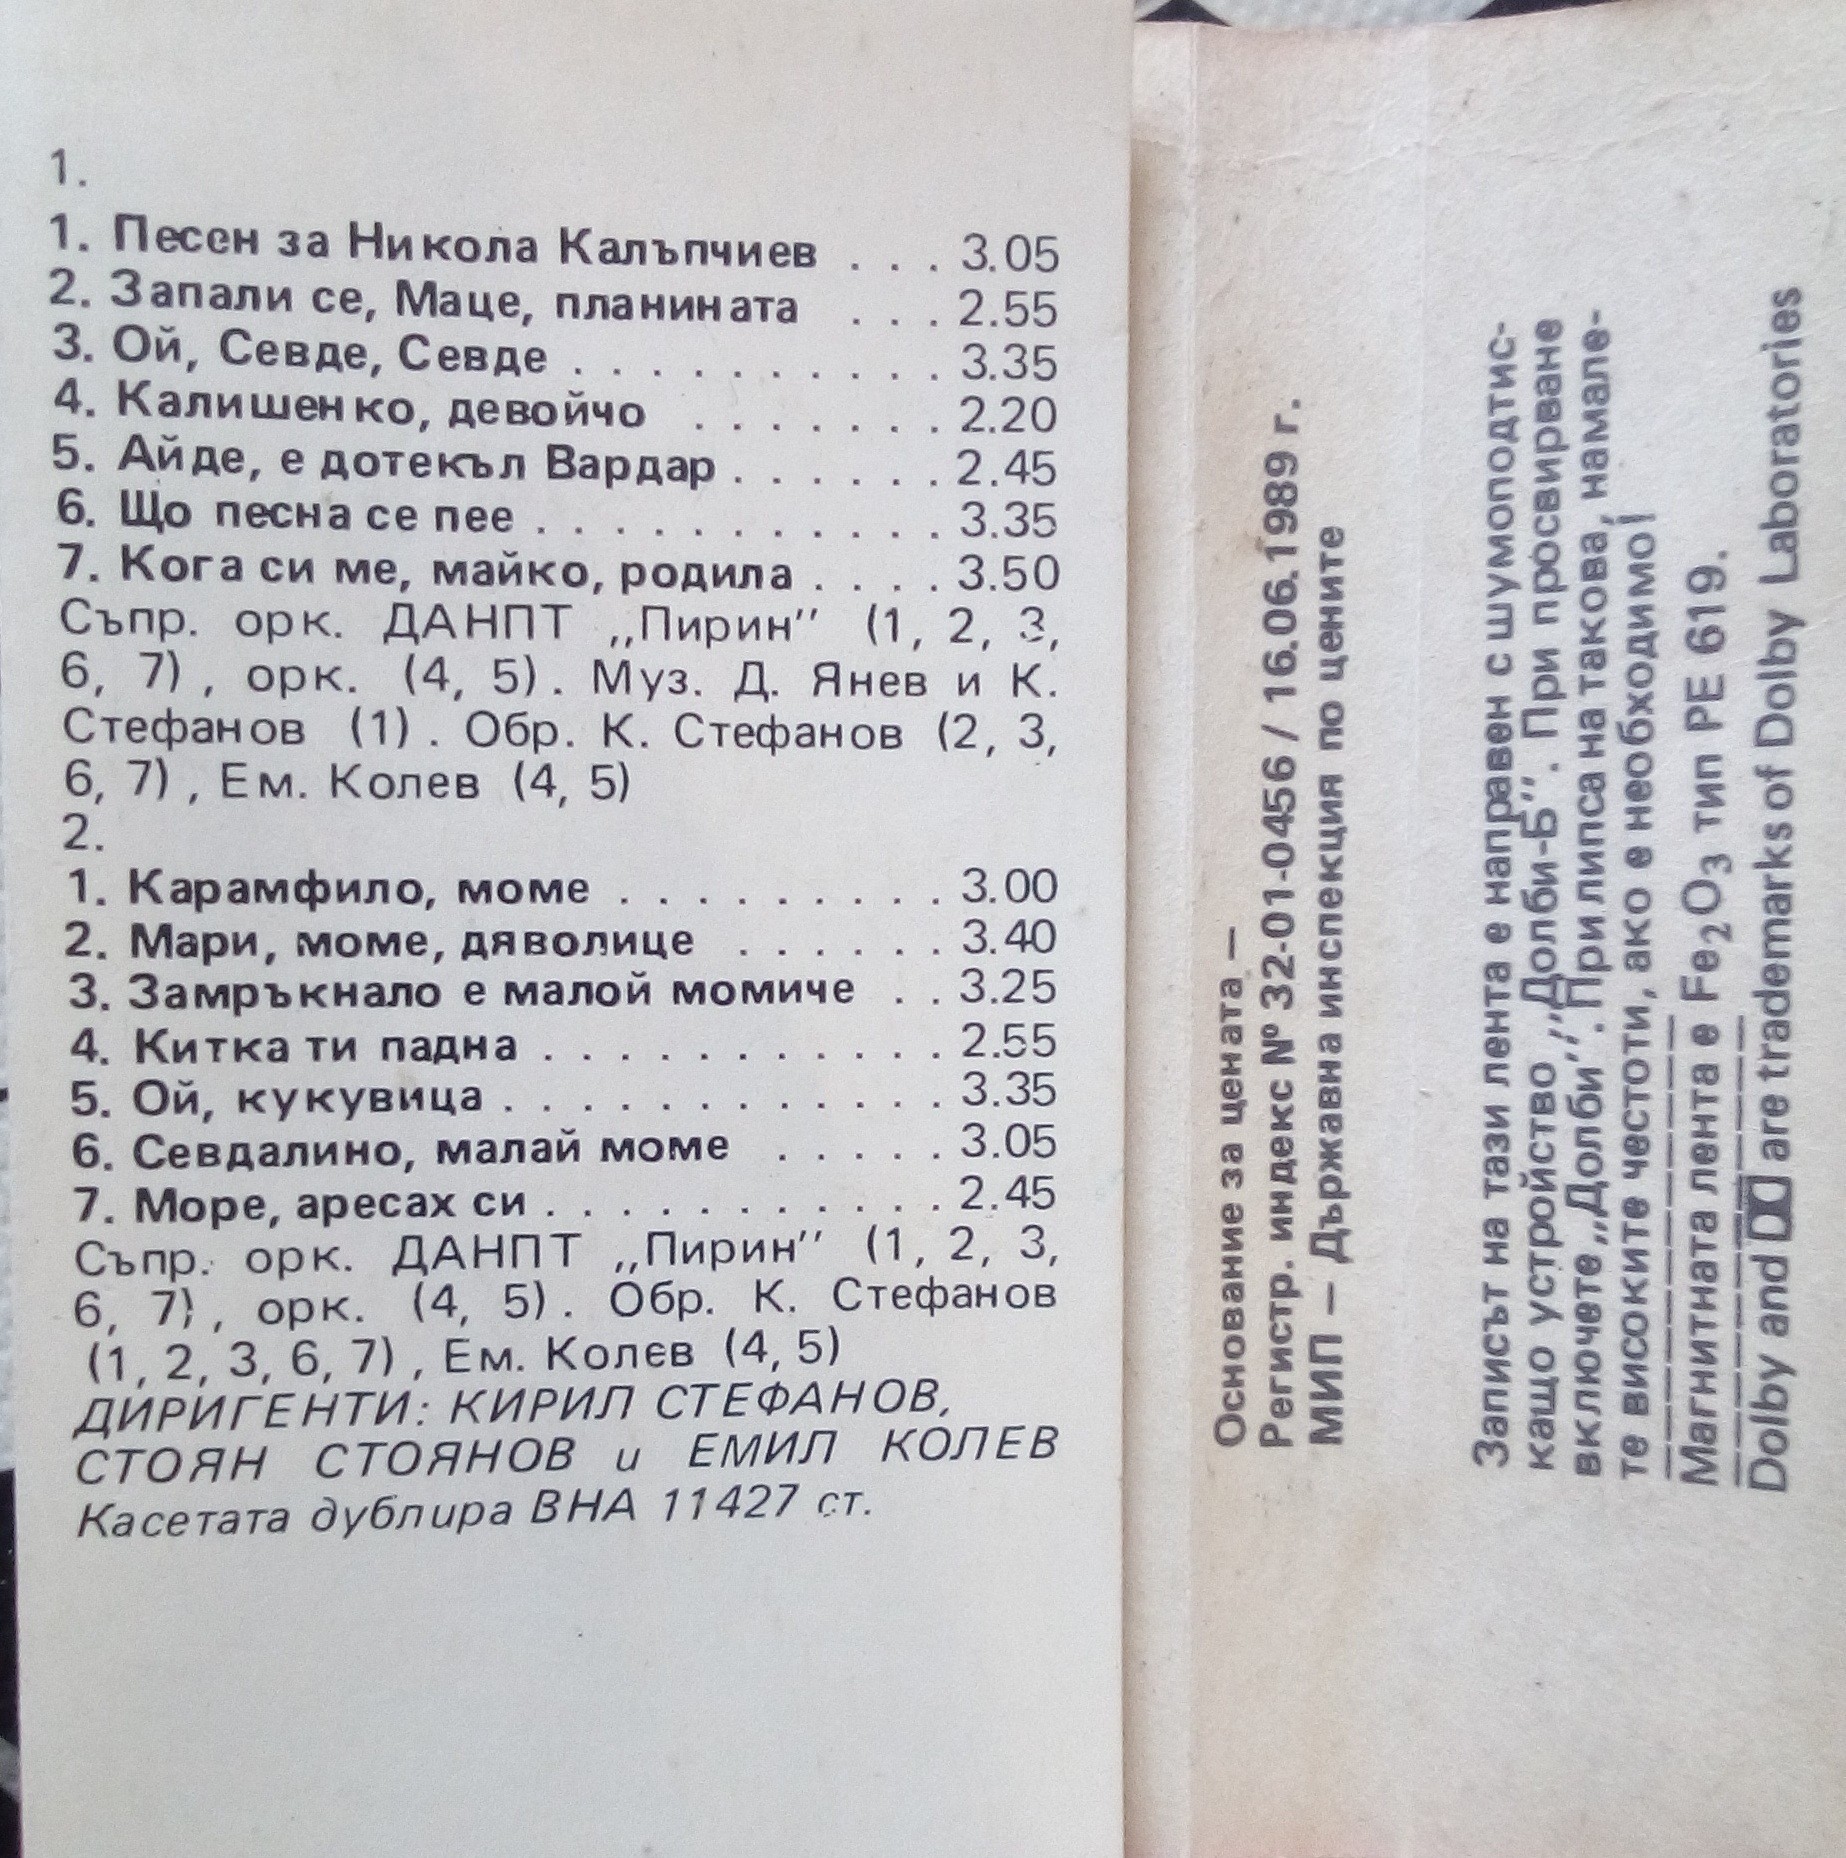 1.
1. Песен за Никола Калъпчиев . . . 3.05
2. Запали се, Маце, планината . . . 2.55
3. Ой, Севде, Севде . . . . . . . . . . 3.35
4. Калишенко, девойчо . . . . . . . 2.20
5. Айде, е дотекъл Вардар . . . . . . 2.45
6. Що песна се пее . . . . . . . . . . . 3.35
7. Кога си ме, майко, родила . . . . 3.50
Съпр. орк. ДАНПТ „Пирин” (1, 2, 3,
6, 7), орк. (4, 5). Муз. Д. Янев и К.
Стефанов (1). Обр. К. Стефанов (2, 3,
6, 7), Ем. Колев (4, 5)
2.
1. Карамфило, моме . . . . . . . . . 3.00
2. Мари, моме, дяволице . . . . . . 3.40
3. Замръкнало е малой момиче . . 3.25
4. Китка ти падна . . . . . . . . . . . 2.55
5. Ой, кукувица . . . . . . . . . . . . 3.35
6. Севдалино, малай моме . . . . . 3.05
7. Море, аресах си . . . . . . . . . . . 2.45
Съпр. орк. ДАНПТ „Пирин” (1, 2, 3,
6, 7), орк. (4, 5). Обр. К. Стефанов
(1, 2, 3, 6, 7), Ем. Колев (4, 5)
ДИРИГЕНТИ: КИРИЛ СТЕФАНОВ,
СТОЯН СТОЯНОВ и ЕМИЛ КОЛЕВ
Касетата дублира ВНА 11427 ст.
Основание за цената —
Регистр. индекс № 32-01-0456 / 16.06.1989 г.
МИП — Държавна инспекция по цените
Записът на тази лента е направен с шумоподтис-
кащо устройство „Долби-Б”. При просвирване
включете „Долби”. При липса на такова, намале-
те високите честоти, ако е необходимо!
Магнитната лента е Fe₂O₃ тип PE 619.
Dolby and are trademarks of Dolby Laboratories